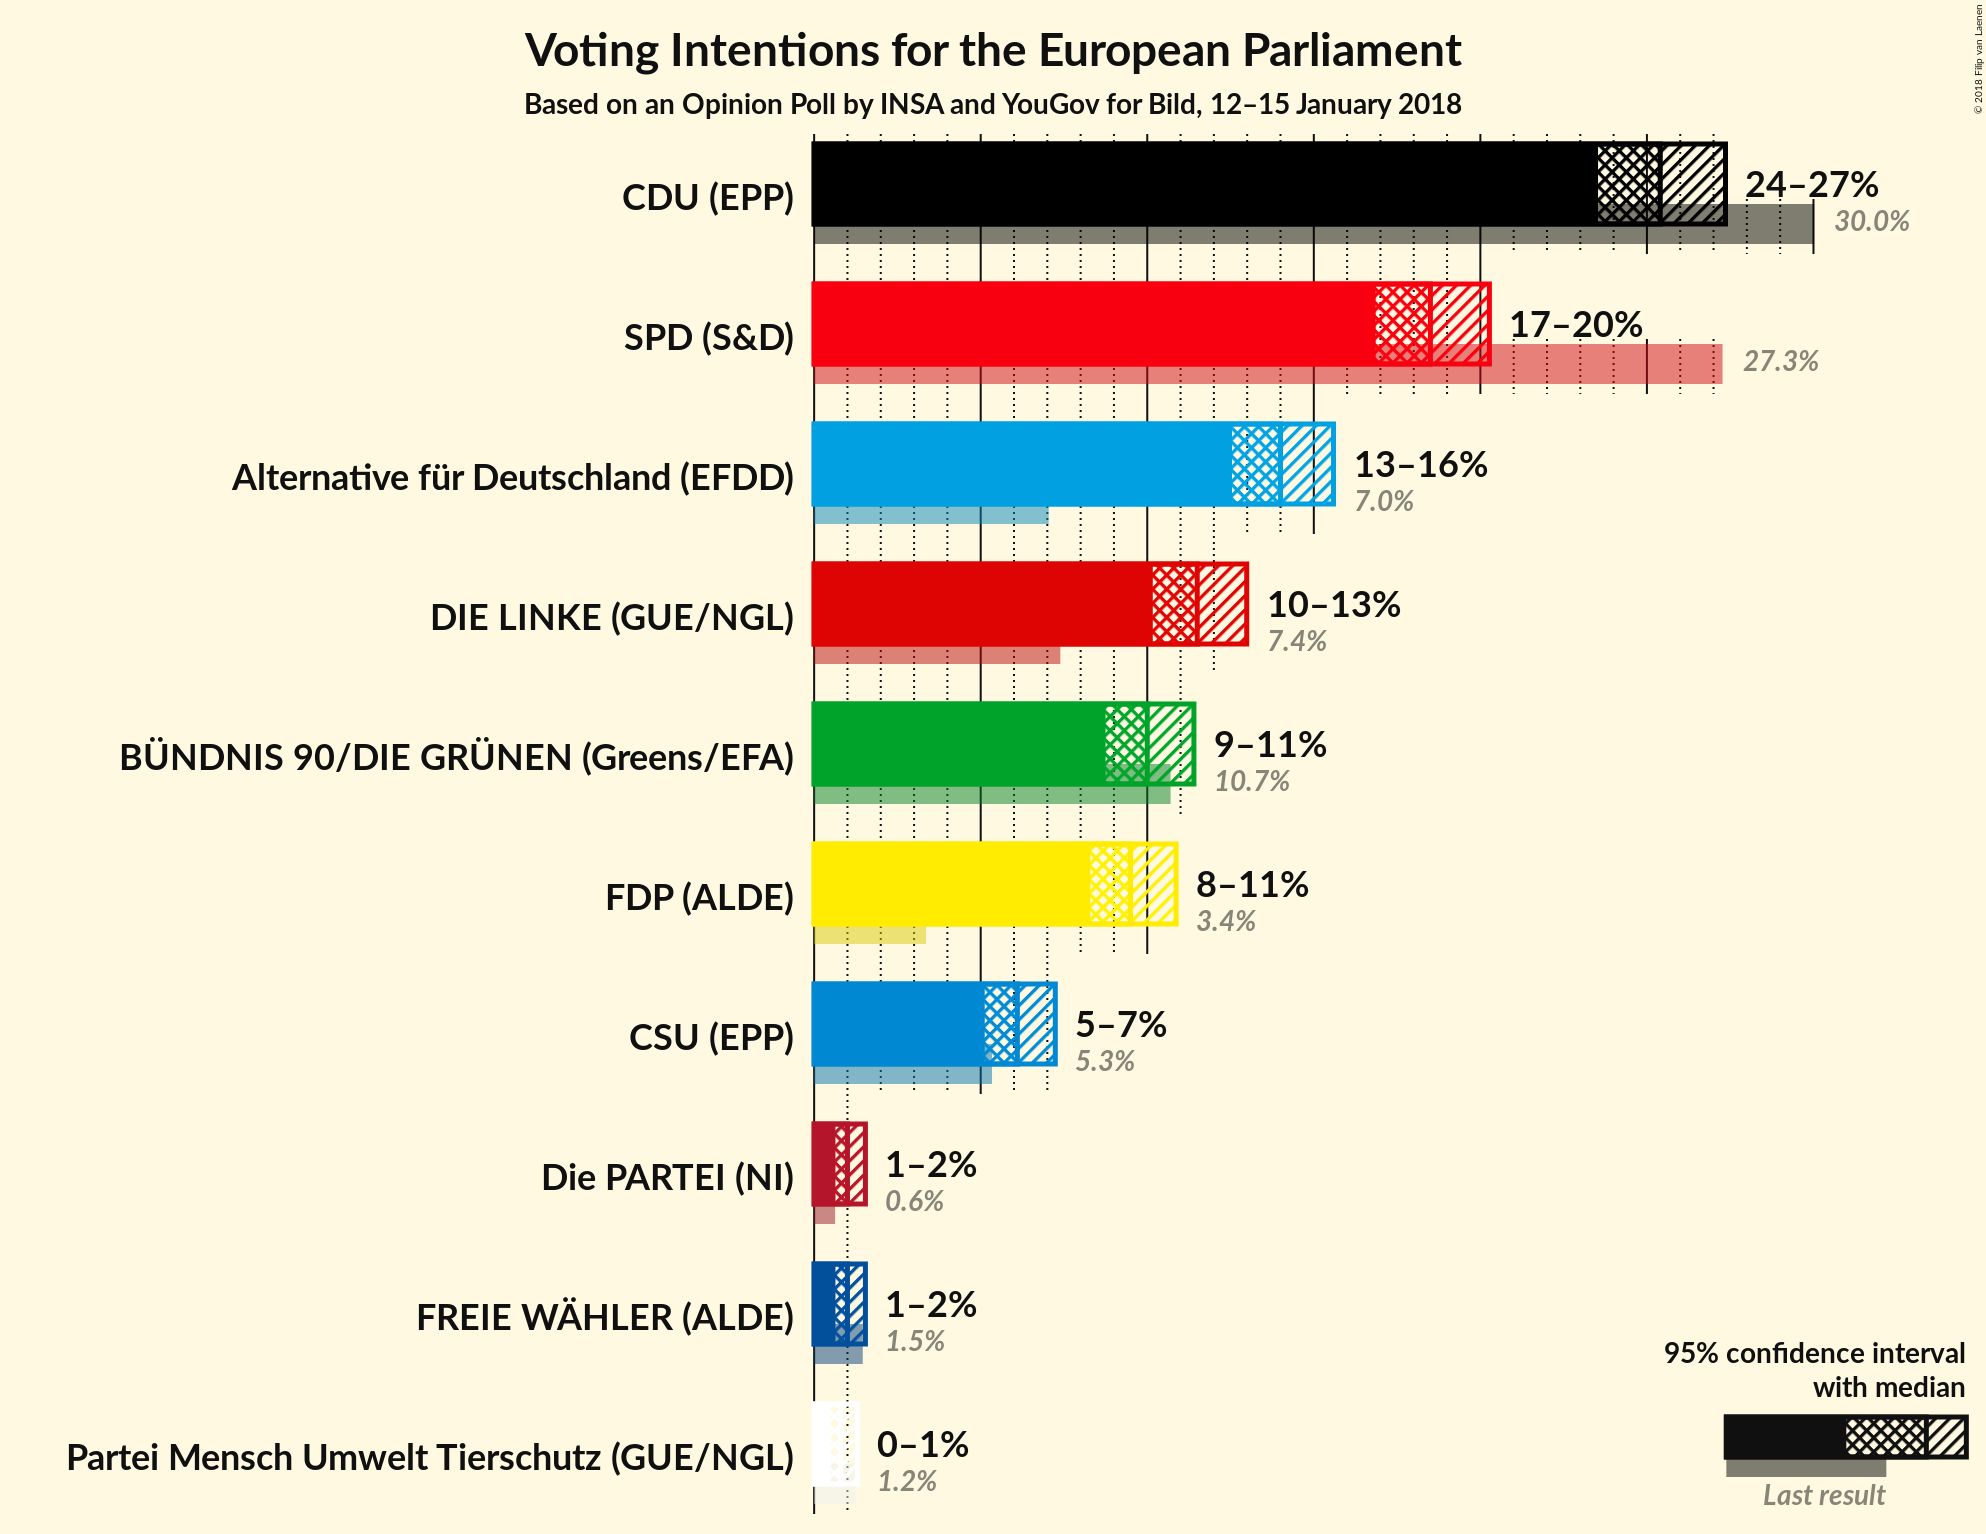 Voting Intentions for the European Parliament
Based on an Opinion Poll by INSA and YouGov for Bild, 12–15 January 2018
© 2018 Filip van Laenen
CDU (EPP)
24–27%
30.0%
SPD (S&D)
17–20%
27.3%
Alternative für Deutschland (EFDD)
13–16%
7.0%
DIE LINKE (GUE/NGL)
10–13%
7.4%
BÜNDNIS 90/DIE GRÜNEN (Greens/EFA)
9–11%
10.7%
FDP (ALDE)
8–11%
3.4%
CSU (EPP)
5–7%
5.3%
Die PARTEI (NI)
1–2%
0.6%
FREIE WÄHLER (ALDE)
1–2%
1.5%
Partei Mensch Umwelt Tierschutz (GUE/NGL)
0–1%
1.2%
95% confidence interval
with median
Last result